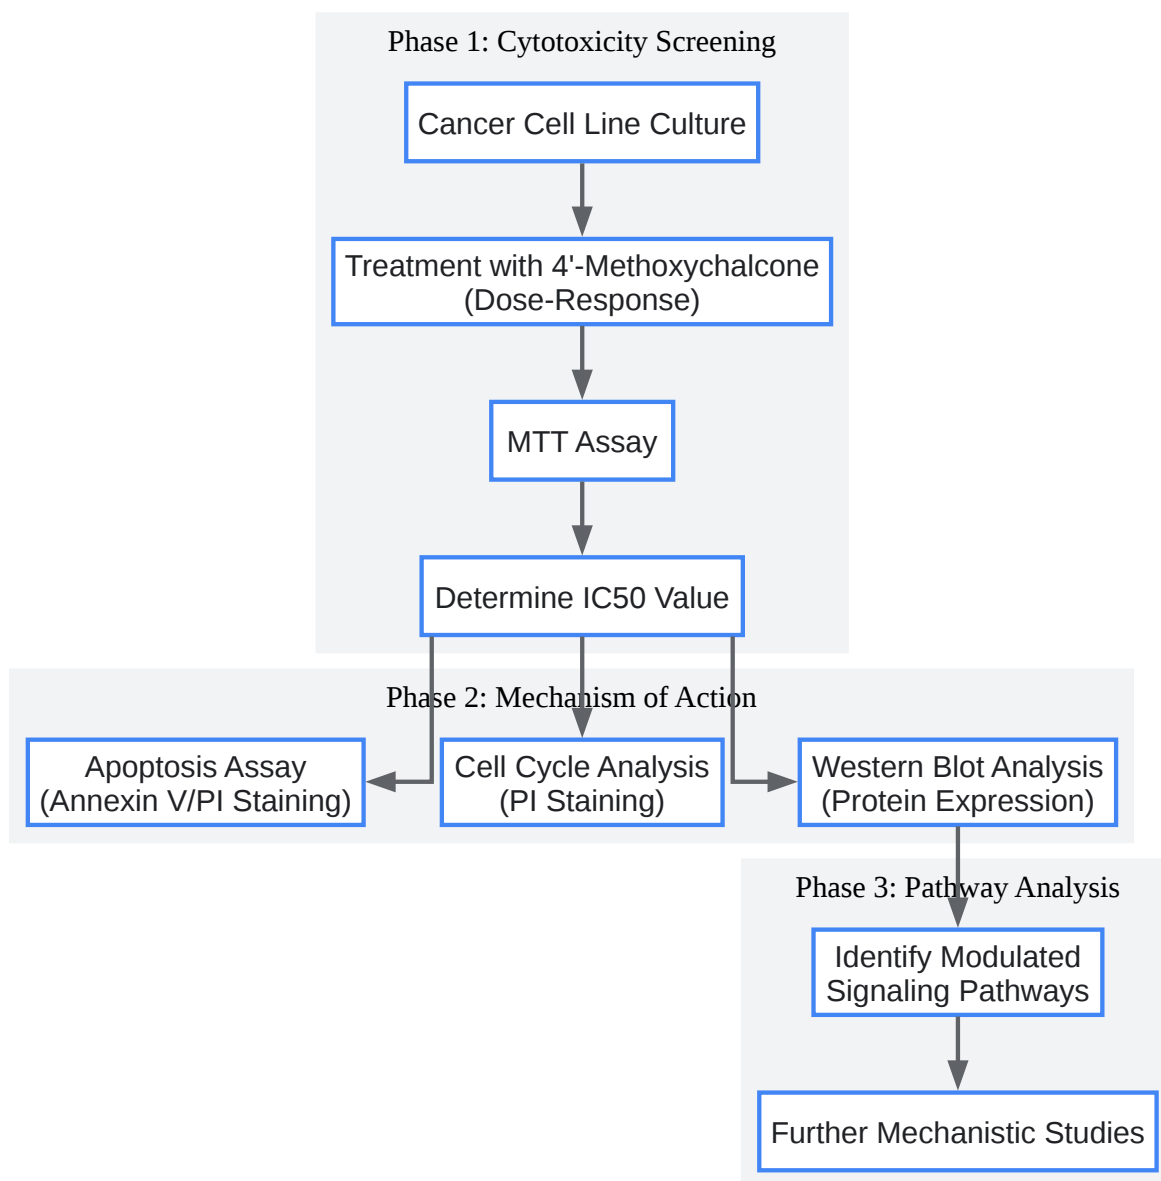 Phase 1: Cytotoxicity Screening
Cancer Cell Line Culture
Treatment with 4'-Methoxychalcone
(Dose-Response)
MTT Assay
Determine IC50 Value
Phase 2: Mechanism of Action
Apoptosis Assay
(Annexin V/PI Staining)
Cell Cycle Analysis
(PI Staining)
Western Blot Analysis
(Protein Expression)
Phase 3: Pathway Analysis
Identify Modulated
Signaling Pathways
Further Mechanistic Studies